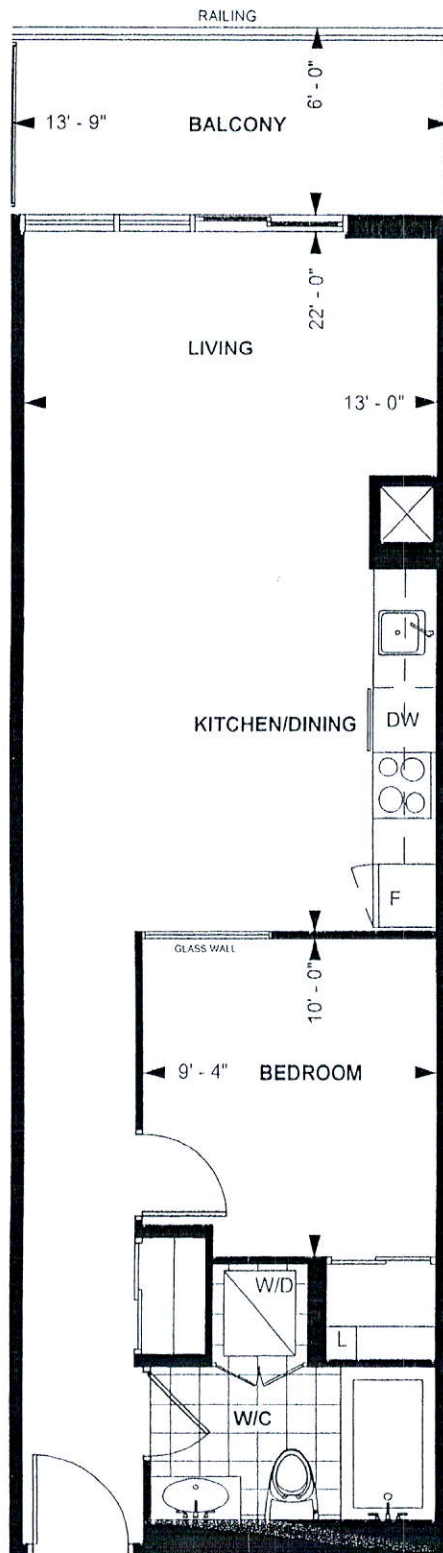 RAILING
6' - 0"
13' - 9"
BALCONY
22' - 0"
LIVING
13' - 0"
KITCHEN/DINING
DW
F
GLASS WALL
10' - 0"
9' - 4"
BEDROOM
W/D
L
W/C